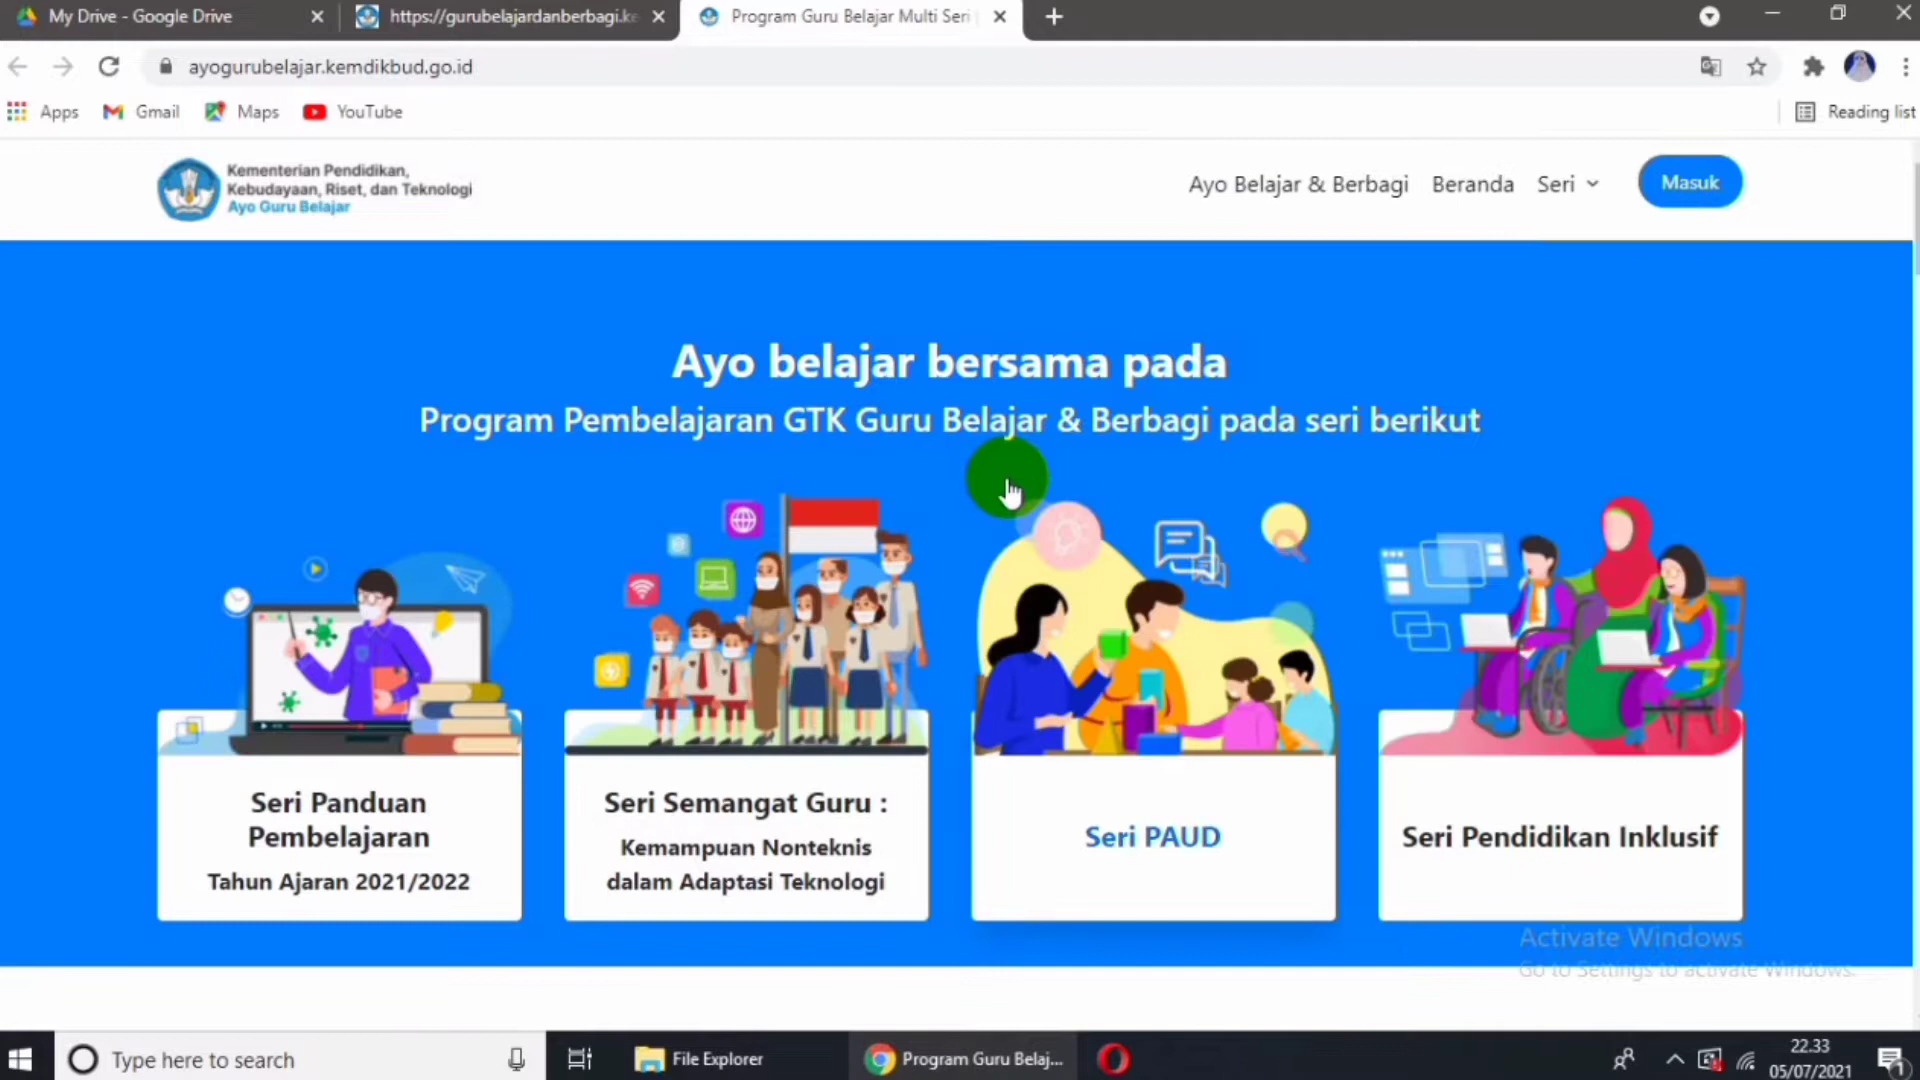 My Drive - Google Drive
https://gurubelajardanberbagi.ke
Program Guru Belajar Multi Seri
ayogurubelajar.kemdikbud.go.id
Apps
Gmail
Maps
YouTube
Reading list
Kementerian Pendidikan,
Kebudayaan, Riset, dan Teknologi
Ayo Guru Belajar
Ayo Belajar & Berbagi
Beranda
Seri
Masuk
Ayo belajar bersama pada
Program Pembelajaran GTK Guru Belajar & Berbagi pada seri berikut
Seri Panduan
Pembelajaran
Tahun Ajaran 2021/2022
Seri Semangat Guru :
Kemampuan Nonteknis
dalam Adaptasi Teknologi
Seri PAUD
Seri Pendidikan Inklusif
Activate Windows
Go to Settings to activate Windows.
Type here to search
File Explorer
Program Guru Belaj...
22.33
05/07/2021
1